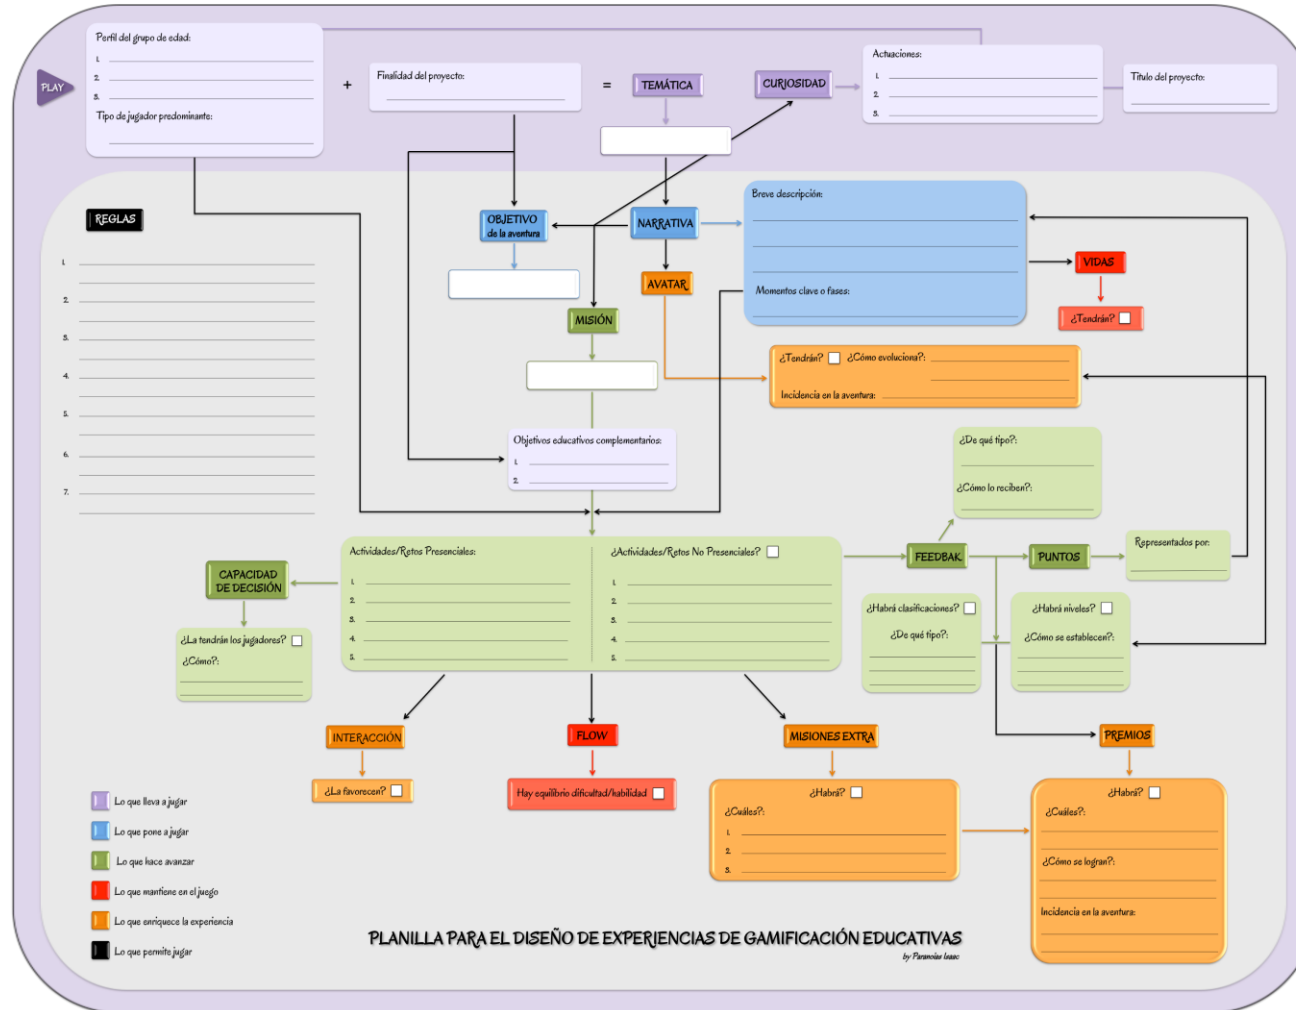 PLAY
Perfil del grupo de edad:
1.
2.
3.
Tipo de jugador predominante:
+
Finalidad del proyecto:
=
TEMÁTICA
CURIOSIDAD
Actuaciones:
1.
2.
3.
Título del proyecto:
REGLAS
1.
2.
3.
4.
5.
6.
7.
OBJETIVO
de la aventura
NARRATIVA
Breve descripción:
Momentos clave o fases:
VIDAS
¿Tendrán?
AVATAR
MISIÓN
¿Tendrán? ¿Cómo evoluciona?:
Incidencia en la aventura:
Objetivos educativos complementarios:
1.
2.
¿De qué tipo?:
¿Cómo lo reciben?:
Actividades/Retos Presenciales:
1.
2.
3.
4.
5.
¿Actividades/Retos No Presenciales?
1.
2.
3.
4.
5.
FEEDBAK
PUNTOS
Representados por:
CAPACIDAD
DE DECISIÓN
¿La tendrán los jugadores?
¿Cómo?:
¿Habrá clasificaciones?
¿De qué tipo?:
¿Habrá niveles?
¿Cómo se establecen?:
INTERACCIÓN
¿La favorecen?
FLOW
Hay equilibrio dificultad/habilidad
MISIONES EXTRA
¿Habrá?
¿Cuáles?:
1.
2.
3.
PREMIOS
¿Habrá?
¿Cuáles?:
¿Cómo se logran?:
Incidencia en la aventura:
Lo que lleva a jugar
Lo que pone a jugar
Lo que hace avanzar
Lo que mantiene en el juego
Lo que enriquece la experiencia
Lo que permite jugar
PLANILLA PARA EL DISEÑO DE EXPERIENCIAS DE GAMIFICACIÓN EDUCATIVAS
by Paranoias Isaac